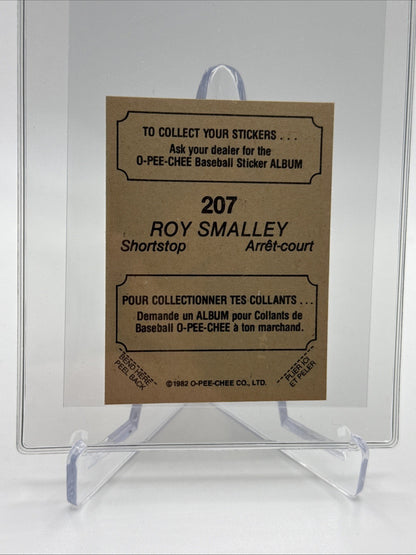 TO COLLECT YOUR STICKERS . . .
Ask your dealer for the
O-PEE-CHEE Baseball Sticker ALBUM
207
ROY SMALLEY
Shortstop Arrêt-court
POUR COLLECTIONNER TES COLLANTS . . .
Demande un ALBUM pour Collants de
Baseball O-PEE-CHEE à ton marchand.
BEND HERE
PEEL BACK
PLIER ICI
ET PELER
©1982 O-PEE-CHEE CO., LTD.